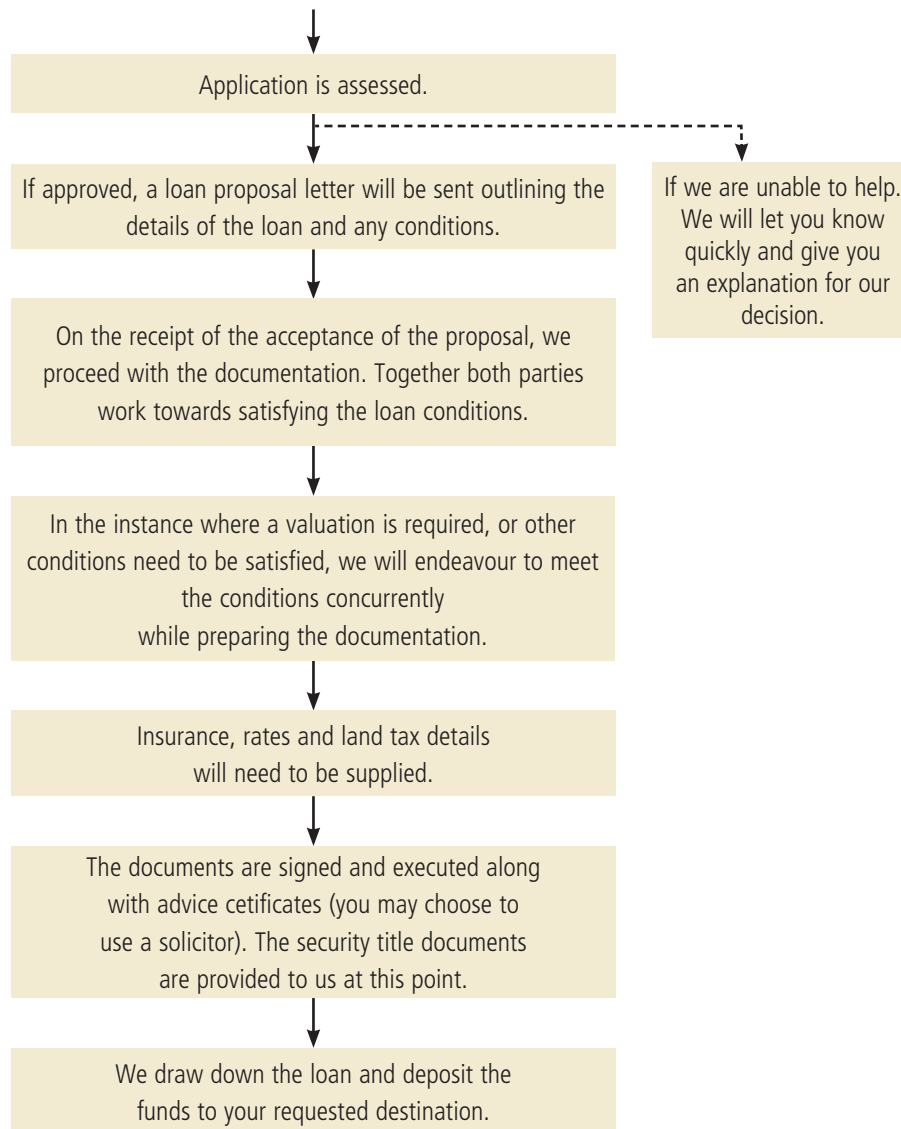 Application is assessed.
If approved, a loan proposal letter will be sent outlining the
details of the loan and any conditions.
If we are unable to help.
We will let you know
quickly and give you
an explanation for our
decision.
On the receipt of the acceptance of the proposal, we
proceed with the documentation. Together both parties
work towards satisfying the loan conditions.
In the instance where a valuation is required, or other
conditions need to be satisfied, we will endeavour to meet
the conditions concurrently
while preparing the documentation.
Insurance, rates and land tax details
will need to be supplied.
The documents are signed and executed along
with advice cetificates (you may choose to
use a solicitor). The security title documents
are provided to us at this point.
We draw down the loan and deposit the
funds to your requested destination.